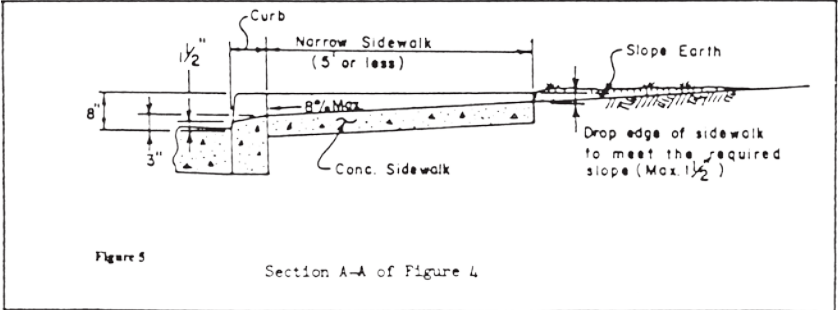 Curb
1½"
Narrow Sidewalk
(5' or less)
Slope Earth
8"
8% Max.
3"
Conc. Sidewalk
Drop edge of sidewalk
to meet the required
slope (Max. 1½")
Figure 5
Section A-A of Figure 4